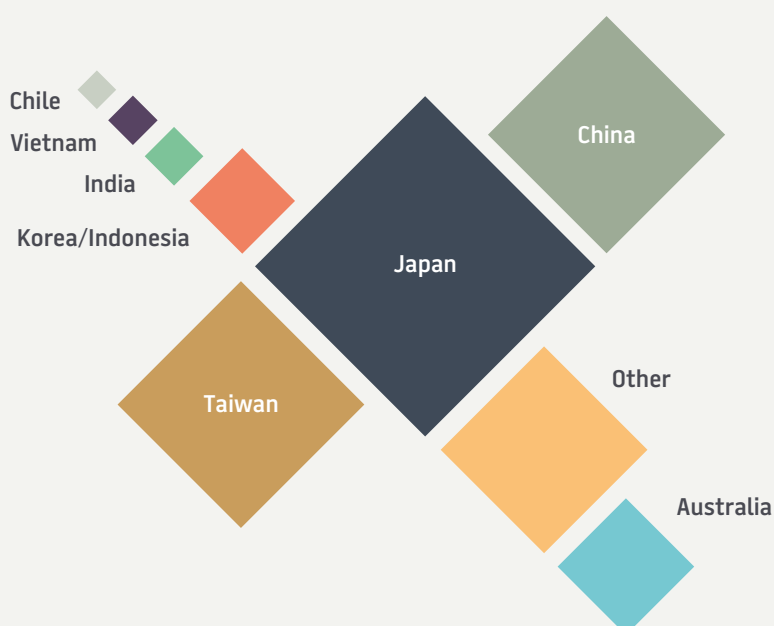 Chile
Vietnam
India
Korea/Indonesia
China
Japan
Taiwan
Other
Australia